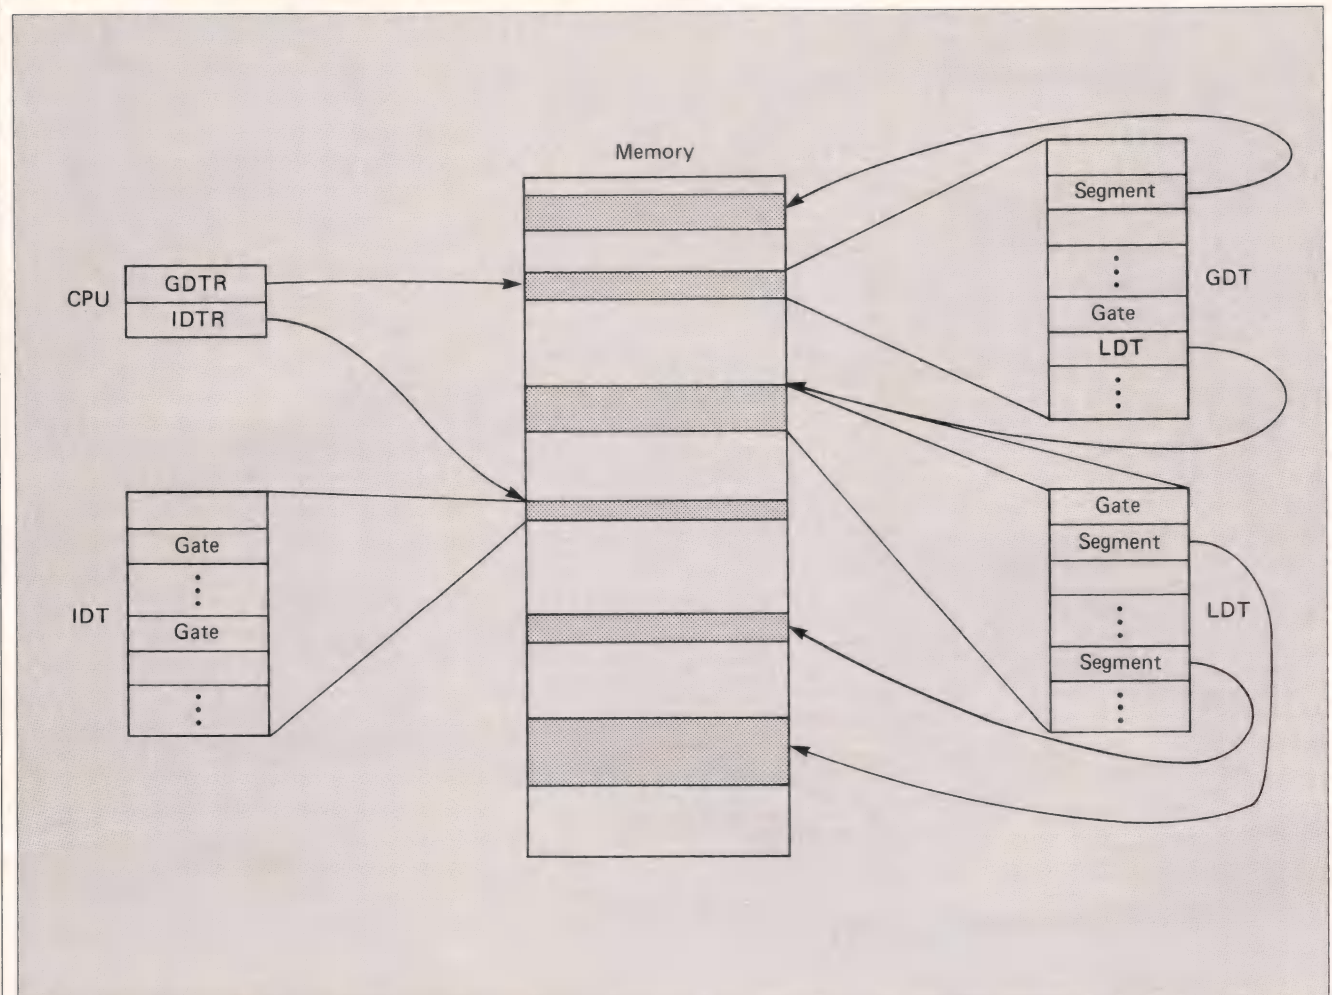 Memory
CPU
GDTR
IDTR
Segment
Gate
LDT
GDT
IDT
Gate
Gate
Gate
Segment
Segment
LDT